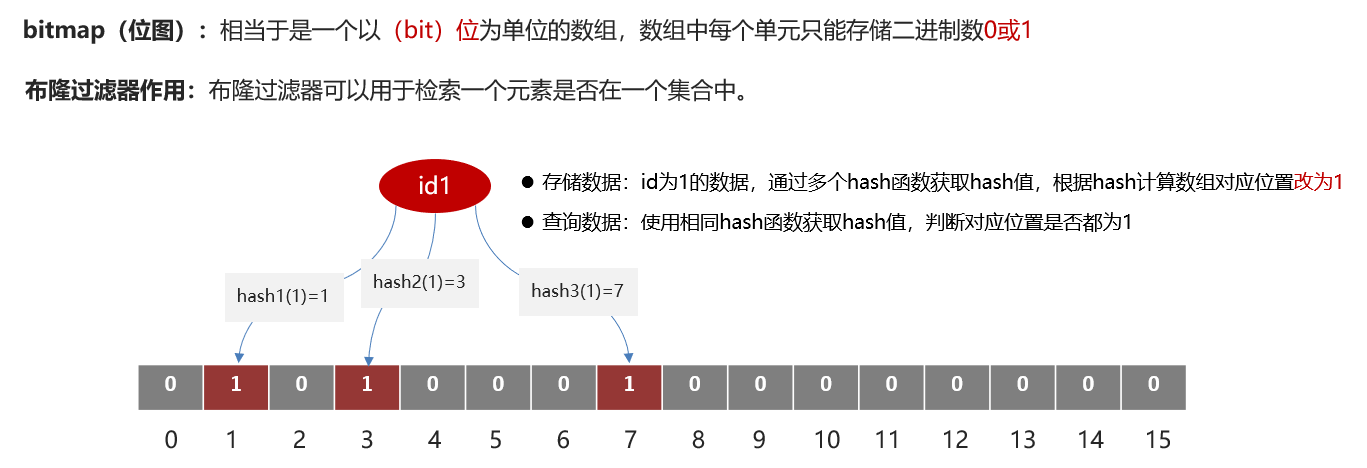 bitmap（位图）：相当于是一个以（bit）位为单位的数组，数组中每个单元只能存储二进制数0或1
布隆过滤器作用：布隆过滤器可以用于检索一个元素是否在一个集合中。
id1
● 存储数据：id为1的数据，通过多个hash函数获取hash值，根据hash计算数组对应位置改为1
● 查询数据：使用相同hash函数获取hash值，判断对应位置是否都为1
hash1(1)=1 hash2(1)=3 hash3(1)=7
0 1 0 1 0 0 0 1 0 0 0 0 0 0 0 0
0 1 2 3 4 5 6 7 8 9 10 11 12 13 14 15